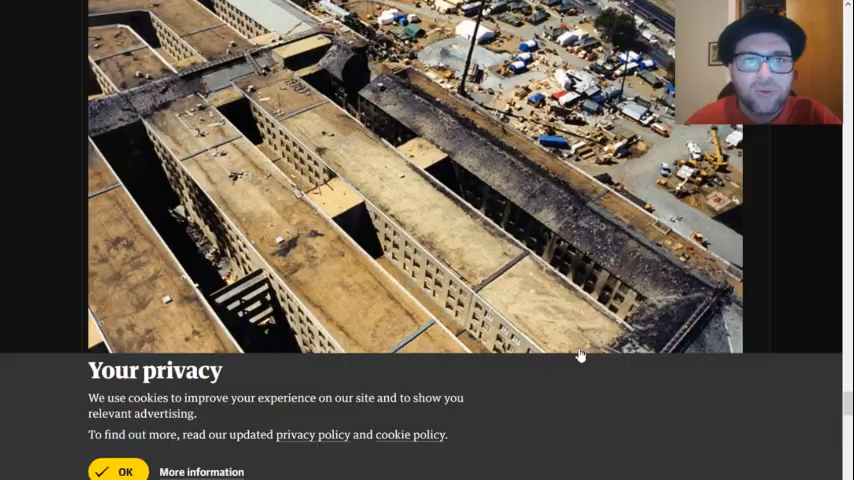 Your privacy
We use cookies to improve your experience on our site and to show you
relevant advertising.
To find out more, read our updated privacy policy and cookie policy.
OK
More information